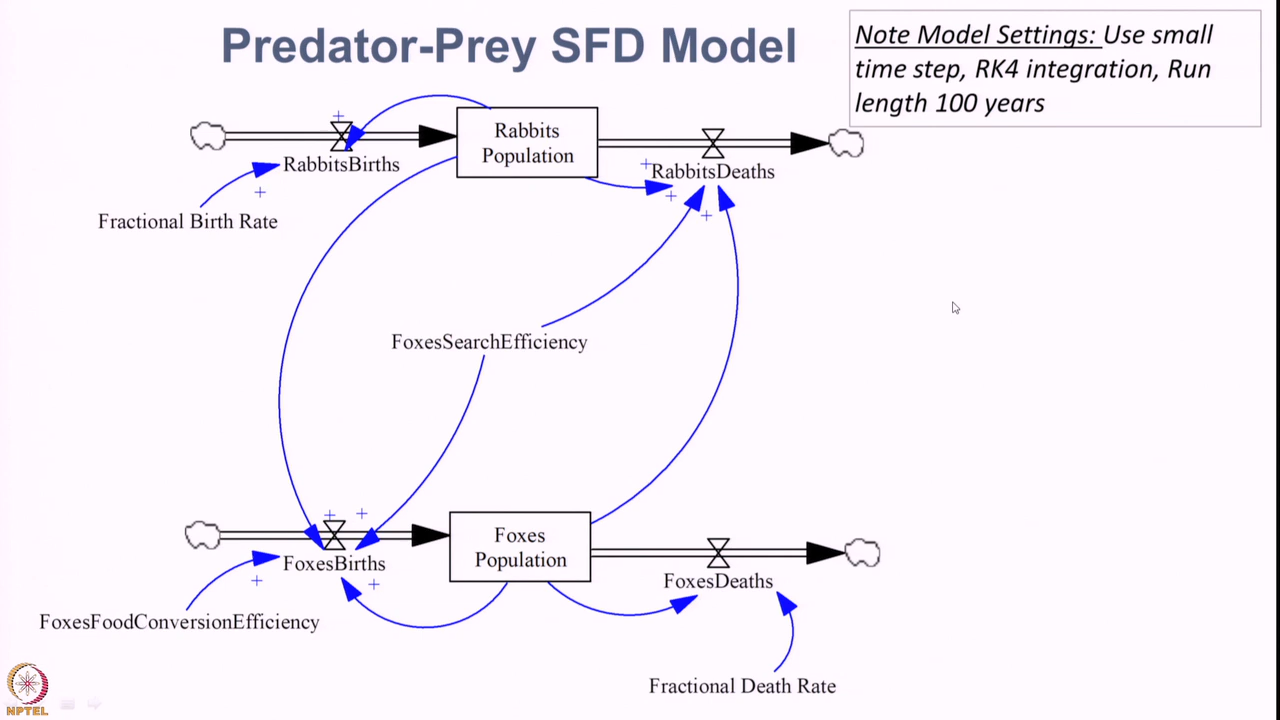 Predator-Prey SFD Model
Note Model Settings: Use small
time step, RK4 integration, Run
length 100 years
+
Rabbits
Population
RabbitsBirths
+
RabbitsDeaths
+
+
+
Fractional Birth Rate
FoxesSearchEfficiency
+
+
Foxes
Population
FoxesBirths
+
+
FoxesDeaths
FoxesFoodConversionEfficiency
Fractional Death Rate
NPTEL